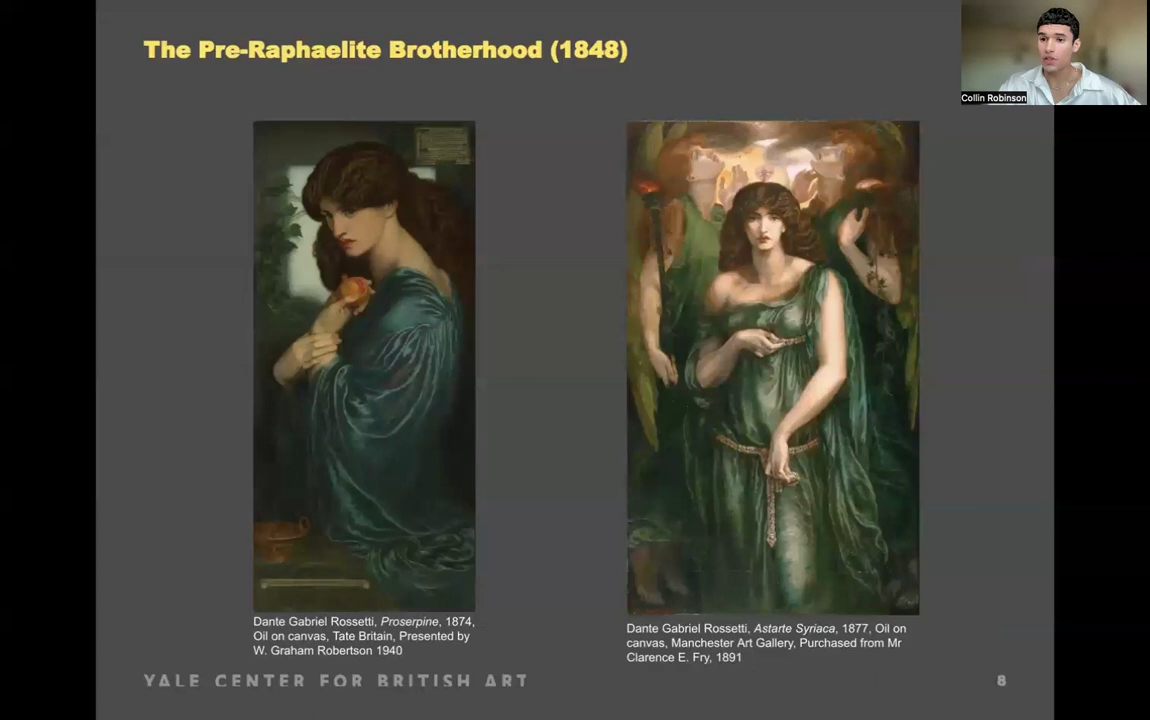 The Pre-Raphaelite Brotherhood (1848)
Collin Robinson
Dante Gabriel Rossetti, Proserpine, 1874,
Oil on canvas, Tate Britain, Presented by
W. Graham Robertson 1940
Dante Gabriel Rossetti, Astarte Syriaca, 1877, Oil on
canvas, Manchester Art Gallery, Purchased from Mr
Clarence E. Fry, 1891
YALE CENTER FOR BRITISH ART
8